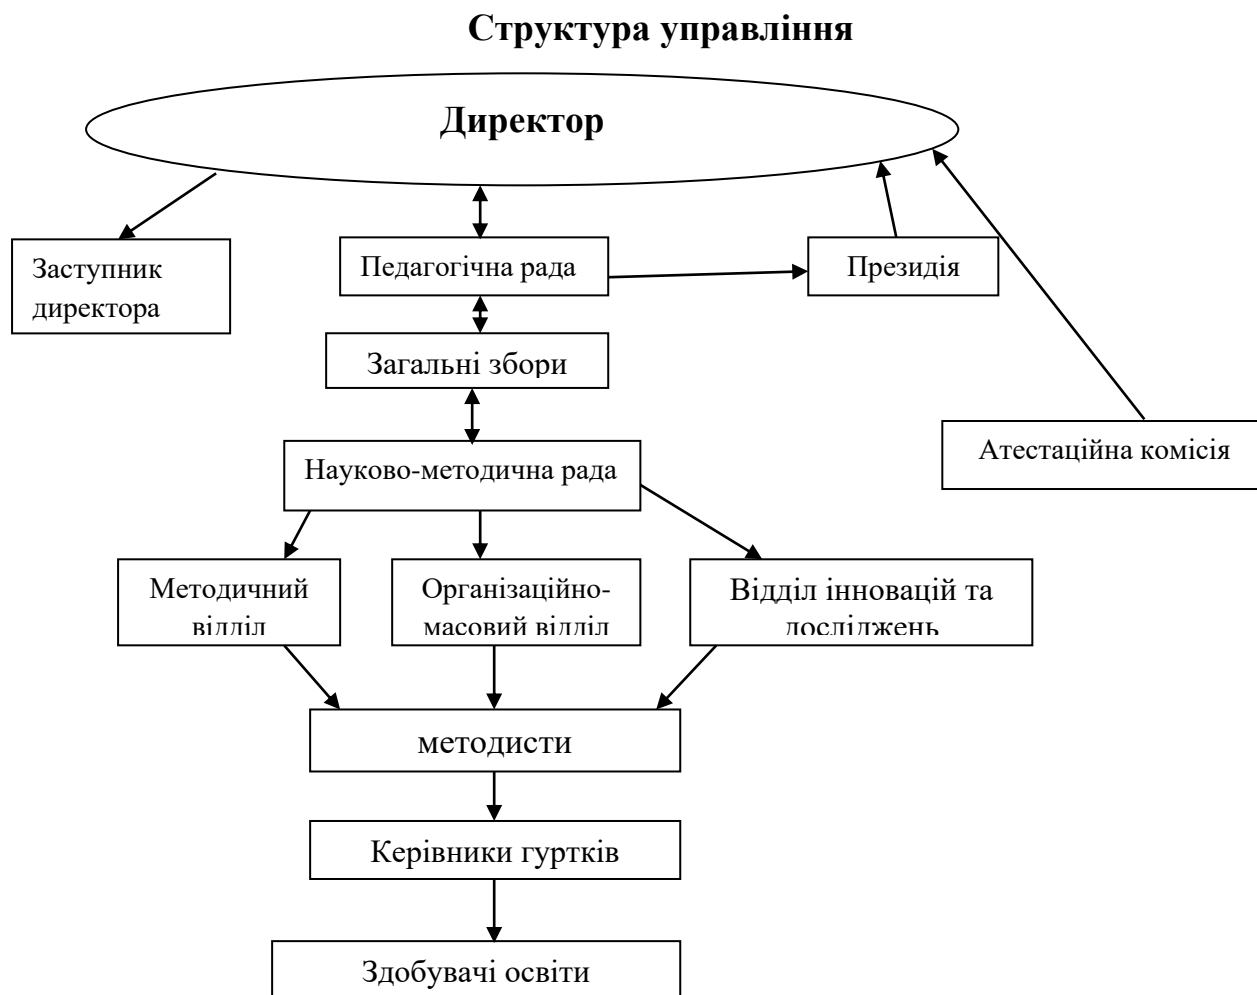 Структура управління
Директор
Заступник
директора
Педагогічна рада
Президія
Загальні збори
Атестаційна комісія
Науково-методична рада
Методичний
відділ
Організаційно-
масовий відділ
Відділ інновацій та
досліджень
методисти
Керівники гуртків
Здобувачі освіти